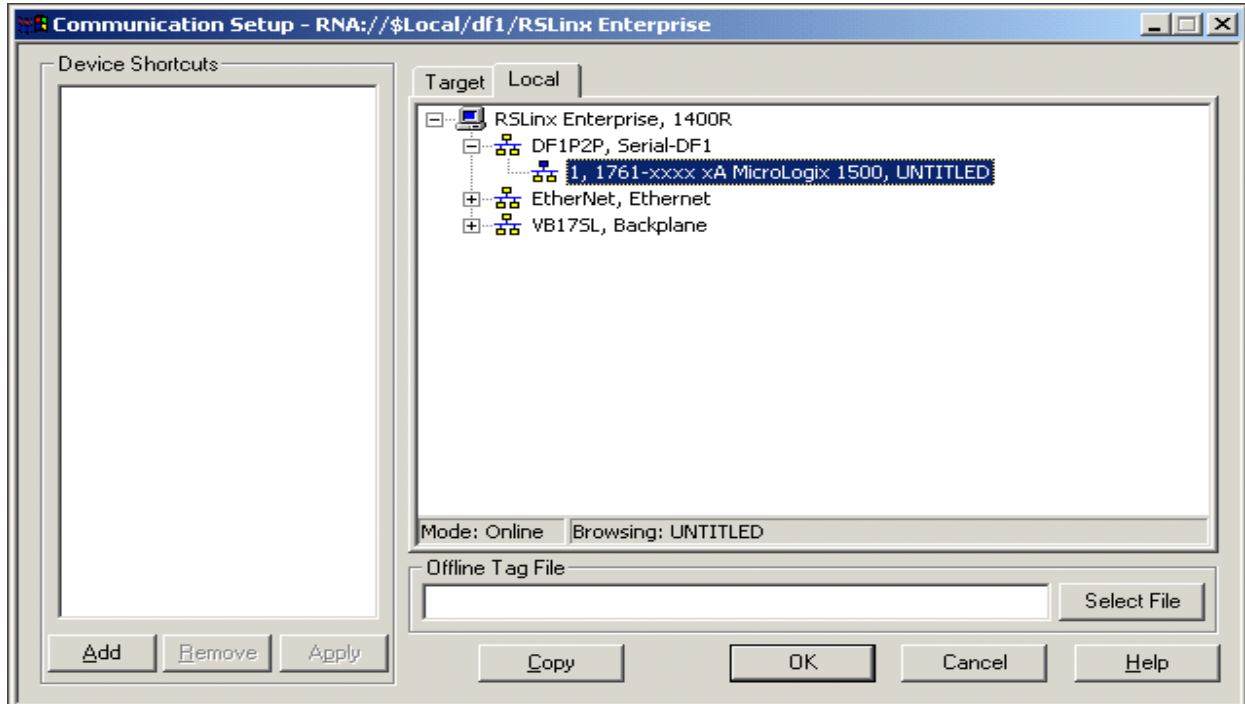 Communication Setup - RNA://$Local/df1/RSLinx Enterprise
Device Shortcuts
Target Local
RSLinx Enterprise, 1400R
DF1P2P, Serial-DF1
1, 1761-xxxx xA MicroLogix 1500, UNTITLED
EtherNet, Ethernet
VB17SL, Backplane
Mode: Online Browsing: UNTITLED
Offline Tag File
Select File
Add Remove Apply
Copy OK Cancel Help